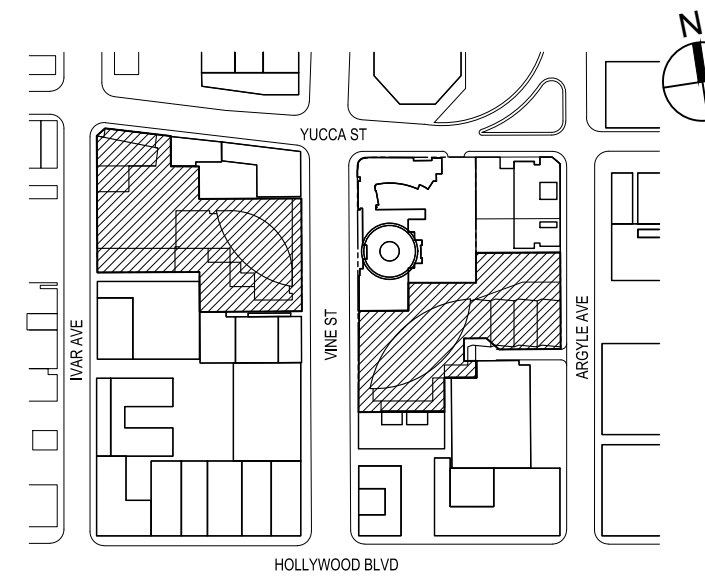 N
YUCCA ST
IVAR AVE
VINE ST
ARGYLE AVE
HOLLYWOOD BLVD